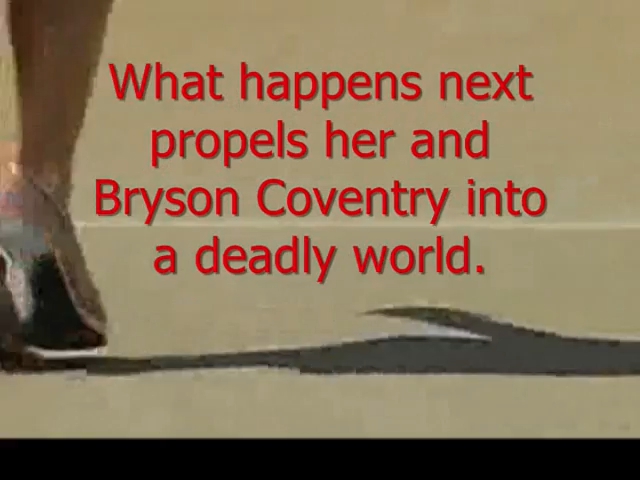 What happens next
propels her and
Bryson Coventry into
a deadly world.